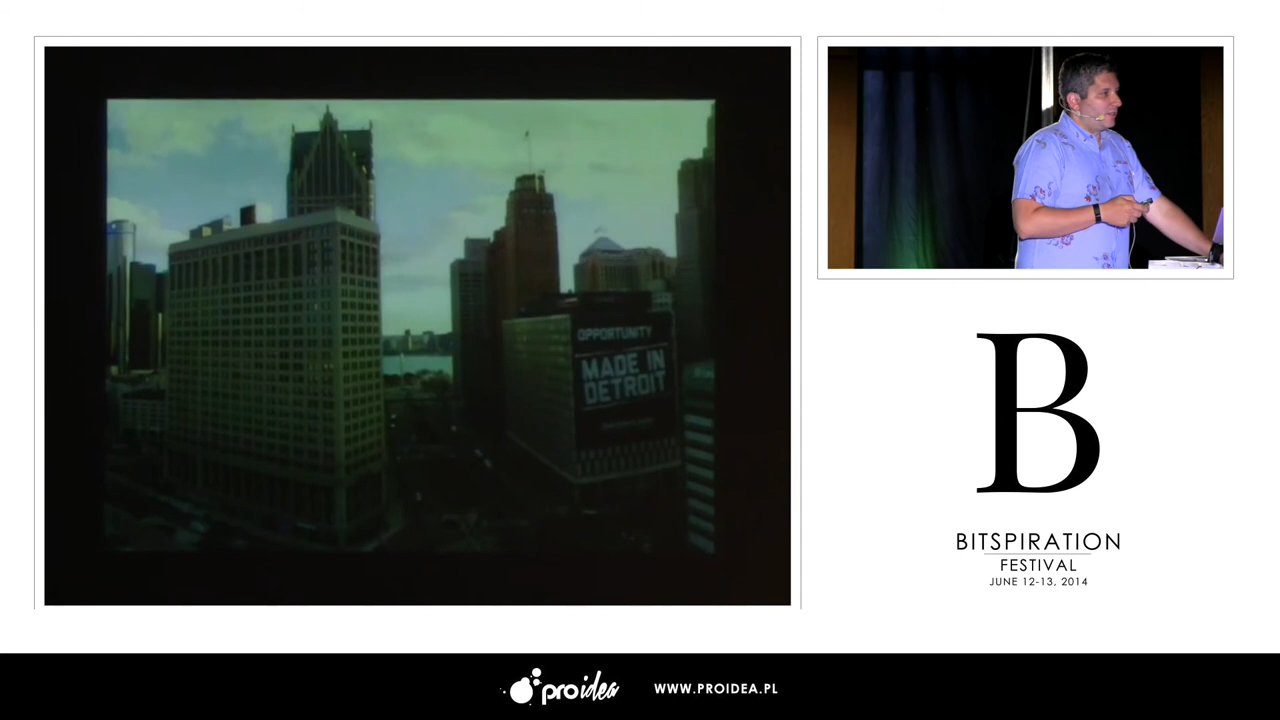 OPPORTUNITY
MADE IN
DETROIT
B
BITSPIRATION
FESTIVAL
JUNE 12-13, 2014
proidea
WWW.PROIDEA.PL